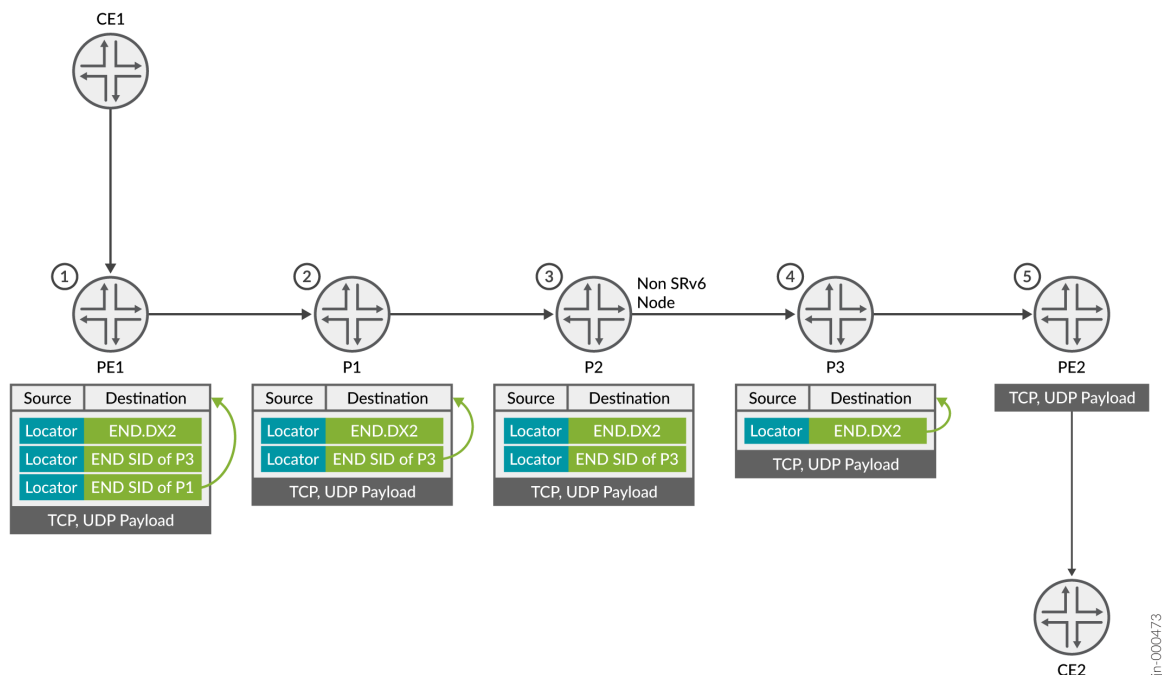 CE1
1
2
3
Non SRv6
Node
4
5
PE1
P1
P2
P3
PE2
Source Destination
Locator END.DX2
Locator END SID of P3
Locator END SID of P1
TCP, UDP Payload
Source Destination
Locator END.DX2
Locator END SID of P3
TCP, UDP Payload
Source Destination
Locator END.DX2
Locator END SID of P3
TCP, UDP Payload
Source Destination
Locator END.DX2
TCP, UDP Payload
TCP, UDP Payload
CE2
jn-000473